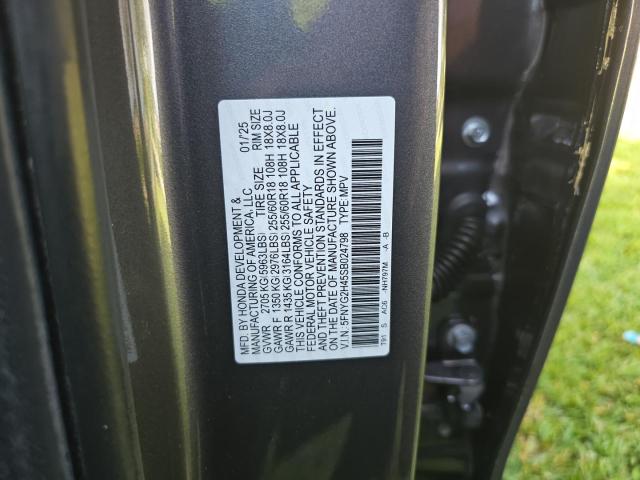 MFD. BY HONDA DEVELOPMENT & 01/'25
MANUFACTURING OF AMERICA, LLC
GVWR 2705 KG(5963LBS) TIRE SIZE RIM SIZE
GAWR F 1350 KG(2976LBS) 255/60R18 108H 18X8.0J
GAWR R 1435 KG(3164LBS) 255/60R18 108H 18X8.0J
THIS VEHICLE CONFORMS TO ALL APPLICABLE
FEDERAL MOTOR VEHICLE SAFETY
AND THEFT PREVENTION STANDARDS IN EFFECT
ON THE DATE OF MANUFACTURE SHOWN ABOVE.
V.I.N. 5FNYG2H45SB024798 TYPE MPV
T91 S AC6 -NH797M -A -B